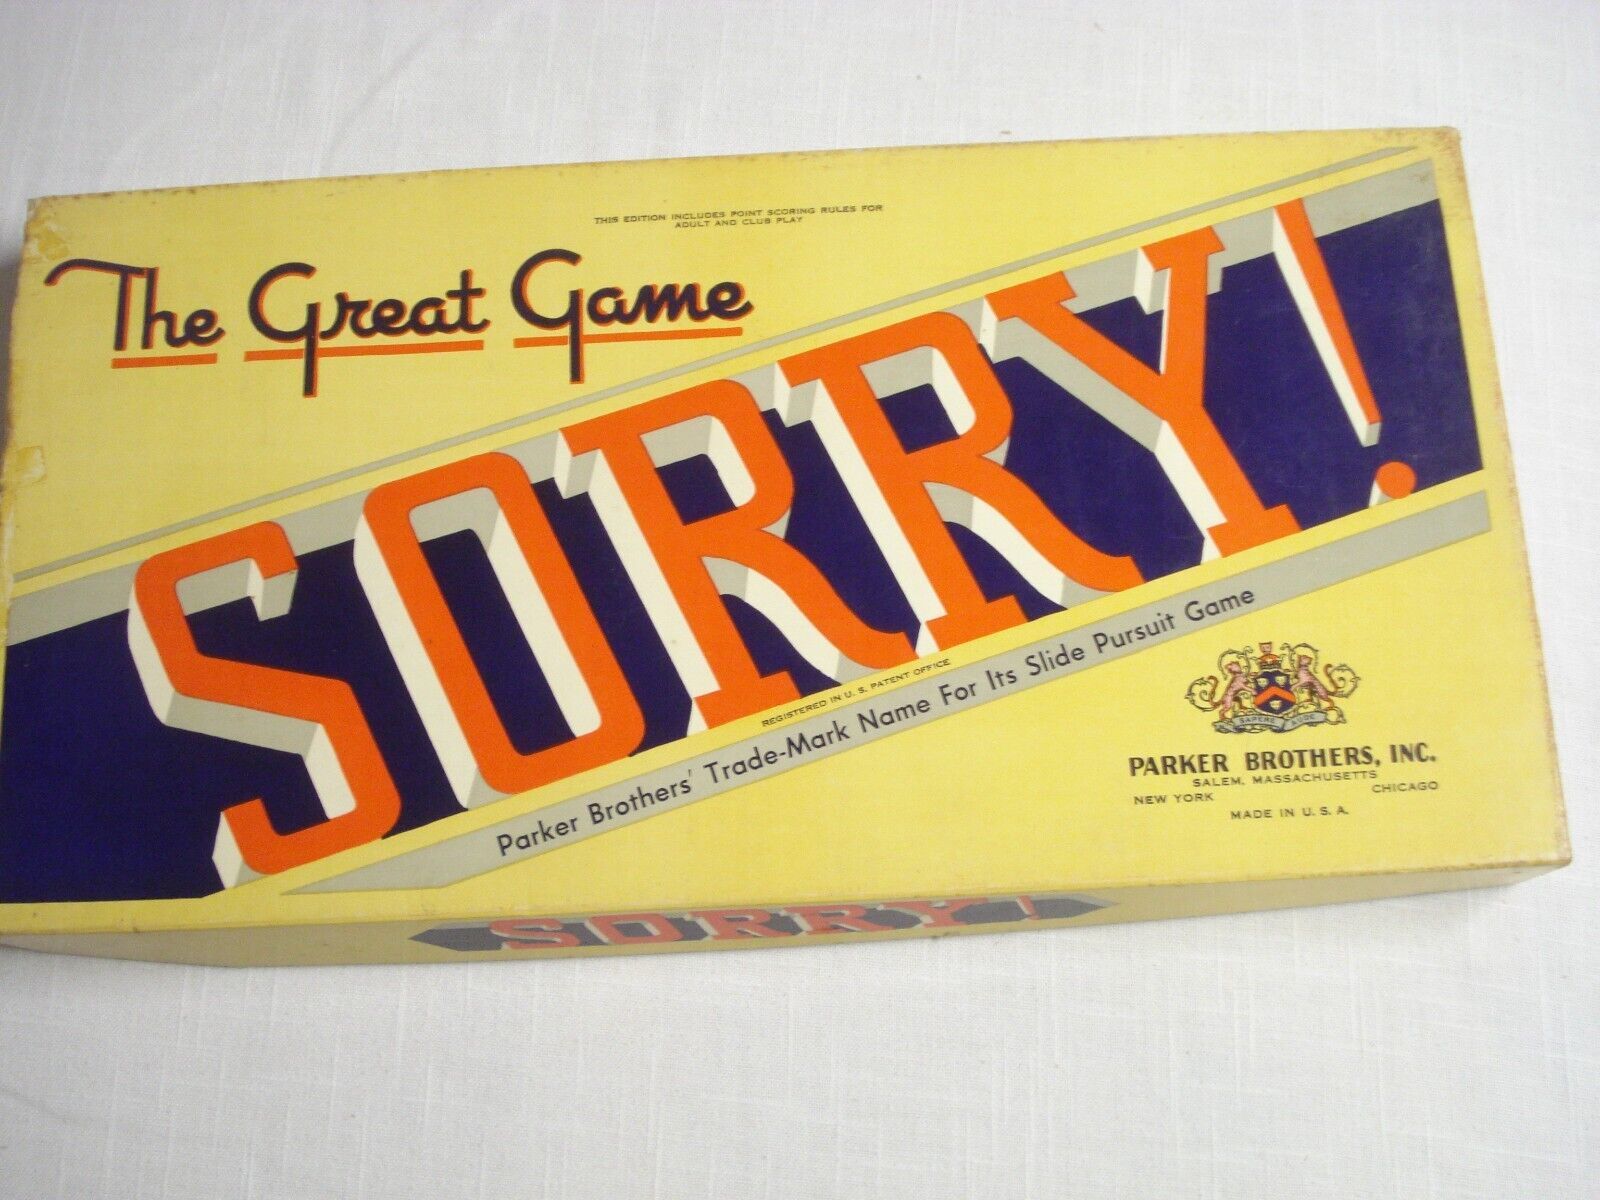 THIS EDITION INCLUDES POINT SCORING RULES FOR
ADULT AND CLUB PLAY
The Great Game
SORRY!
REGISTERED IN U. S. PATENT OFFICE
Parker Brothers' Trade-Mark Name For Its Slide Pursuit Game
SAPERE AUDE
PARKER BROTHERS, INC.
SALEM, MASSACHUSETTS
NEW YORK CHICAGO
MADE IN U. S. A.
SORRY!